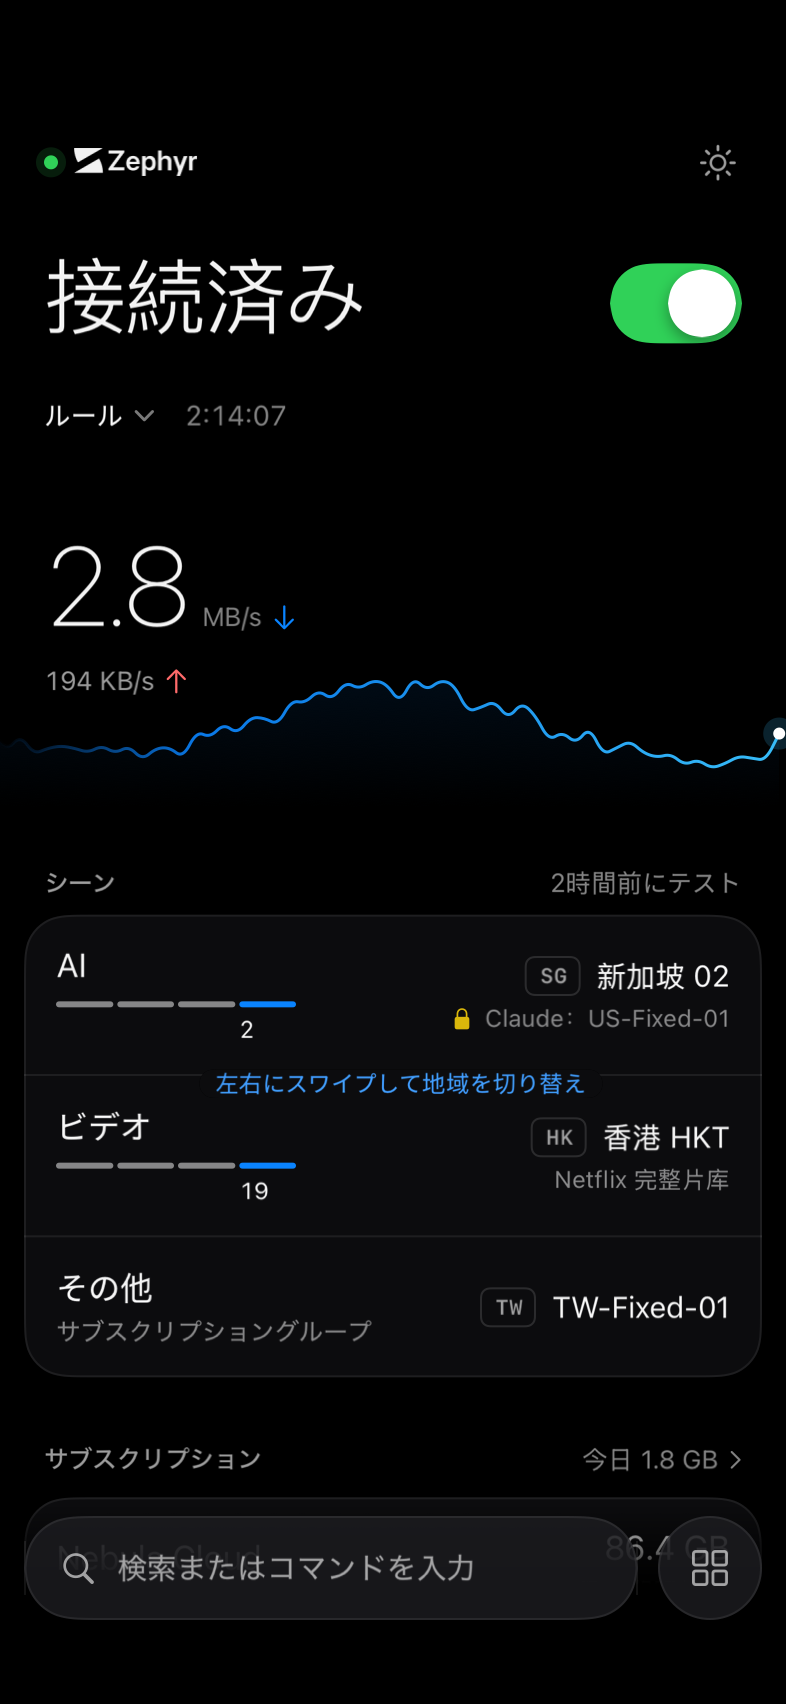 Zephyr
接続済み
ルール 2:14:07
2.8 MB/s ↓
194 KB/s ↑
シーン 2時間前にテスト
AI SG 新加坡 02
2 Claude: US-Fixed-01
左右にスワイプして地域を切り替え
ビデオ HK 香港 HKT
19 Netflix 完整片库
その他 TW TW-Fixed-01
サブスクリプショングループ
サブスクリプション 今日 1.8 GB
Nebula Cloud 86.4 GB
検索またはコマンドを入力